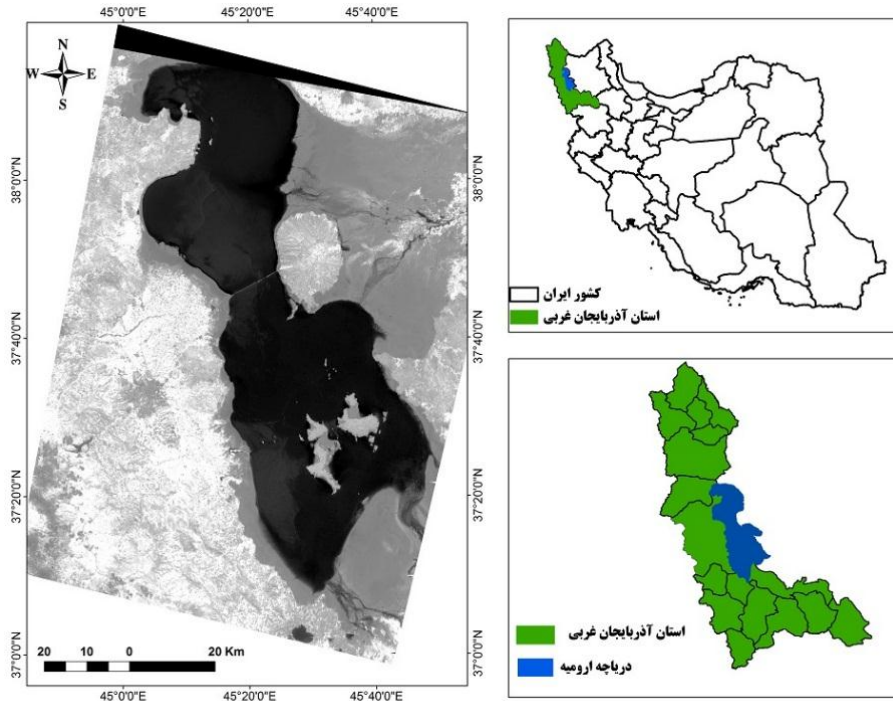 45°0'0"E
45°20'0"E
45°40'0"E
N
W
E
S
38°0'0"N
37°40'0"N
37°20'0"N
37°0'0"N
38°0'0"N
37°40'0"N
37°20'0"N
37°0'0"N
20 10 0 20 Km
45°0'0"E
45°20'0"E
45°40'0"E
کشور ایران
استان آذربایجان غربی
استان آذربایجان غربی
دریاچه ارومیه